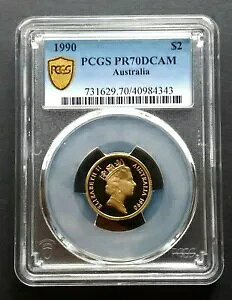 1990 $2
PCGS PR70DCAM
Australia
731629.70/40984343
PCGS
ELIZABETH II AUSTRALIA 1990